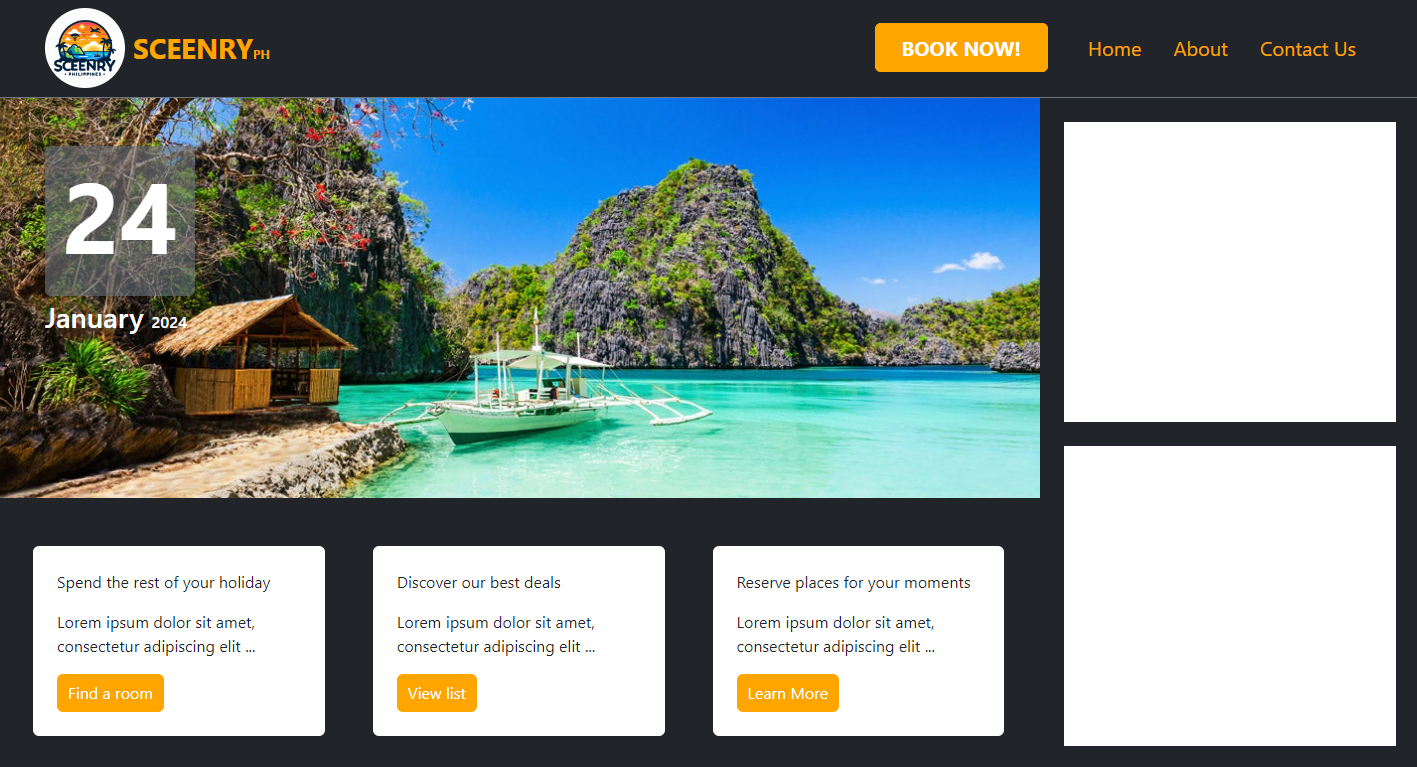 SCEENRY
PHILIPPINES
SCEENRYPH
BOOK NOW!
Home
About
Contact Us
24
January 2024
Spend the rest of your holiday
Lorem ipsum dolor sit amet,
consectetur adipiscing elit ...
Find a room
Discover our best deals
Lorem ipsum dolor sit amet,
consectetur adipiscing elit ...
View list
Reserve places for your moments
Lorem ipsum dolor sit amet,
consectetur adipiscing elit ...
Learn More